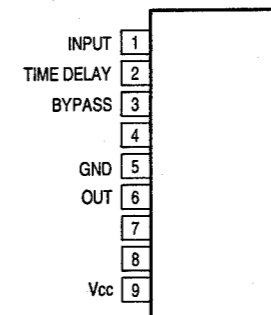 INPUT 1
TIME DELAY 2
BYPASS 3
4
GND 5
OUT 6
7
8
Vcc 9